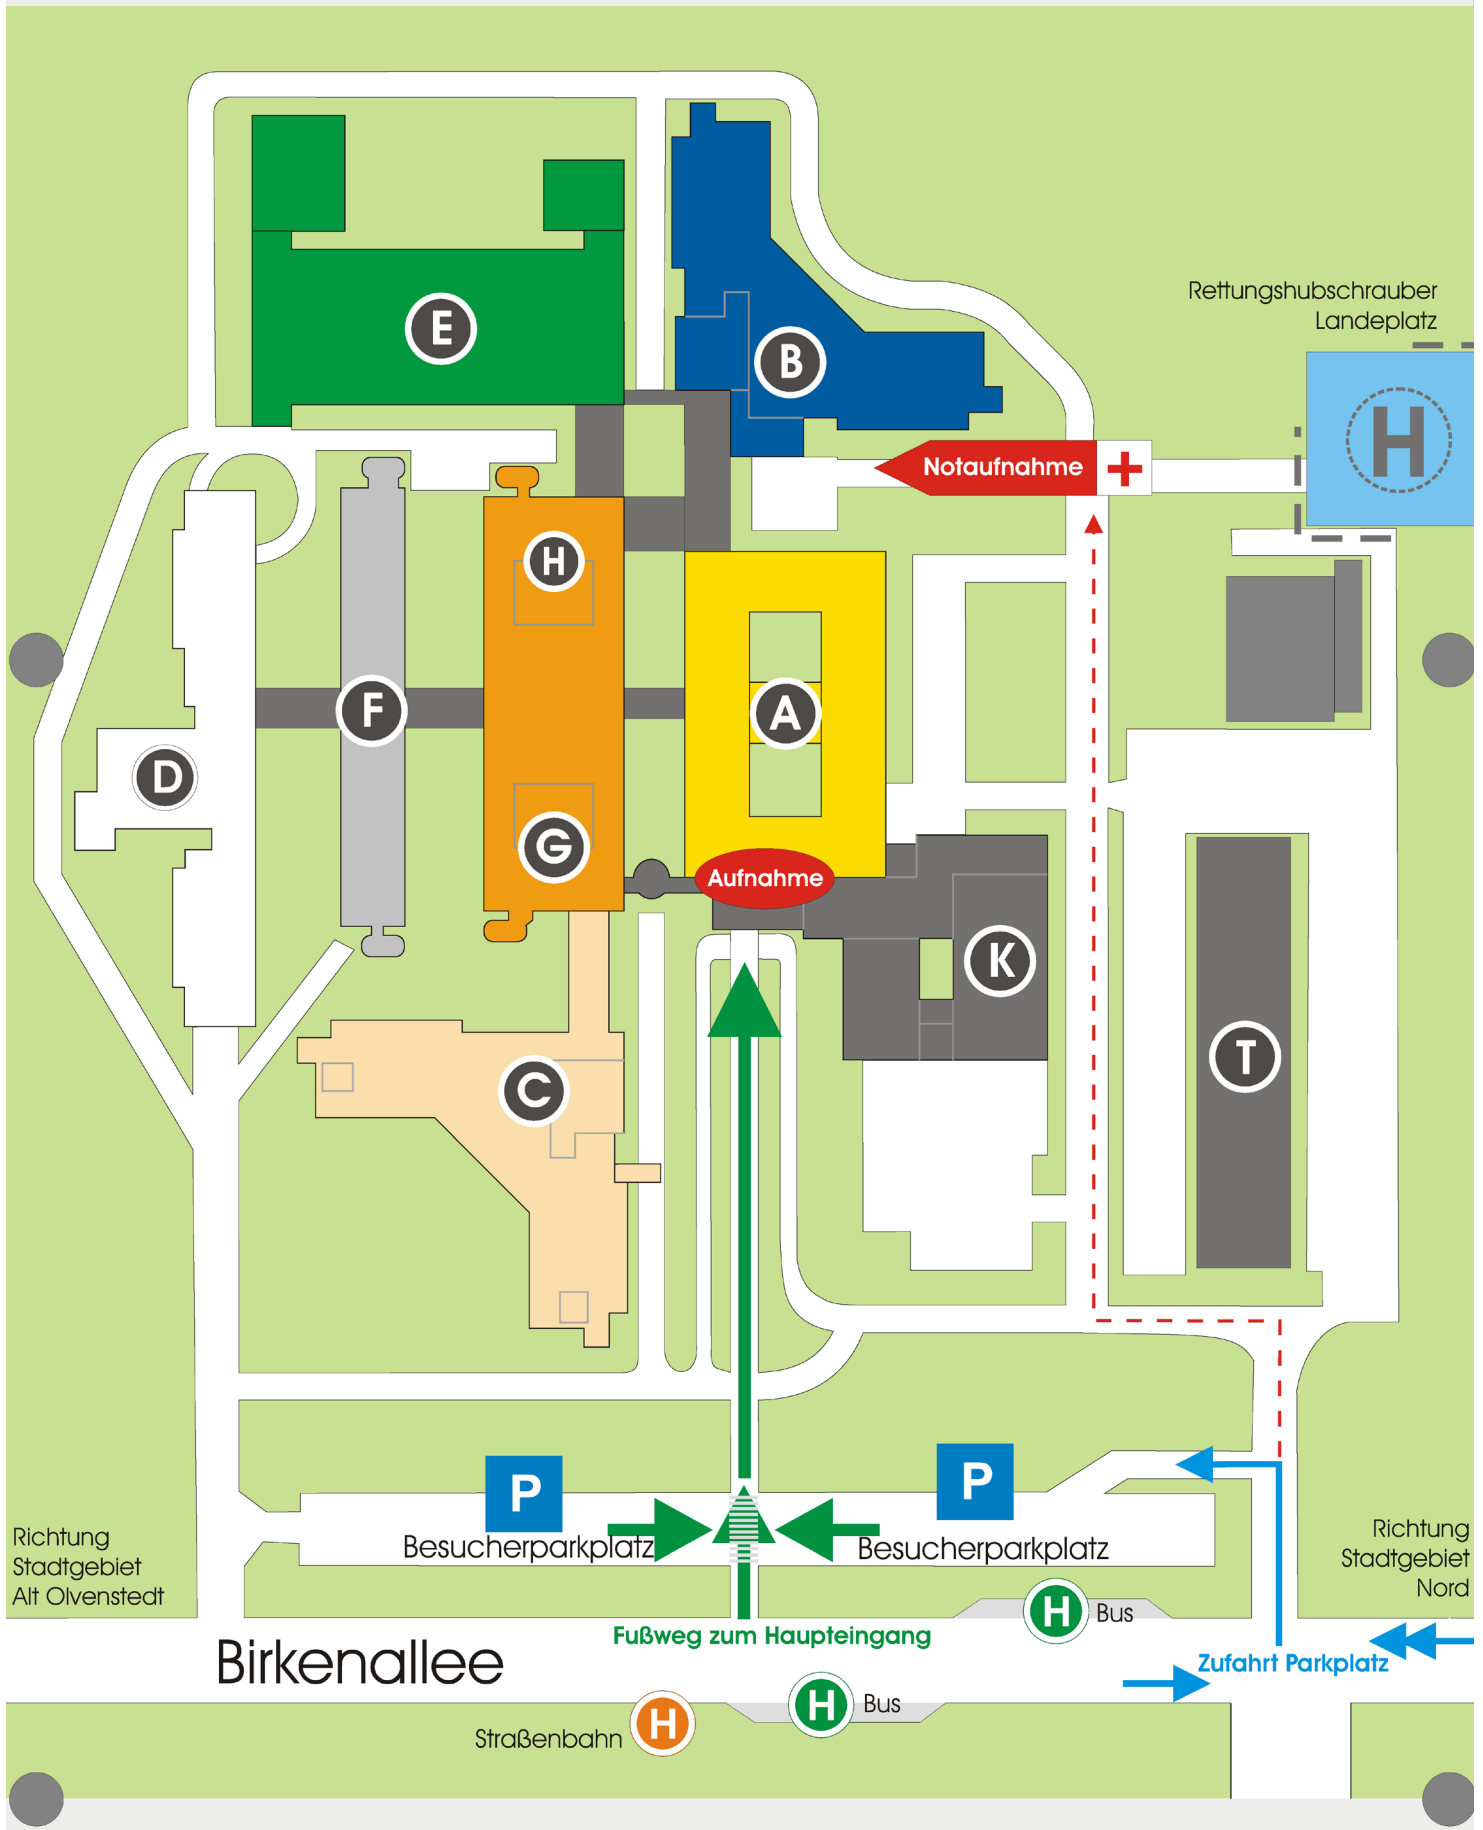 E
B
Rettungshubschrauber
Landeplatz
H
Notaufnahme
H
F
A
D
G
Aufnahme
K
T
C
P
P
Besucherparkplatz
Besucherparkplatz
Richtung
Stadtgebiet
Alt Olvenstedt
Richtung
Stadtgebiet
Nord
H Bus
Fußweg zum Haupteingang
Birkenallee
Zufahrt Parkplatz
H Bus
Straßenbahn H